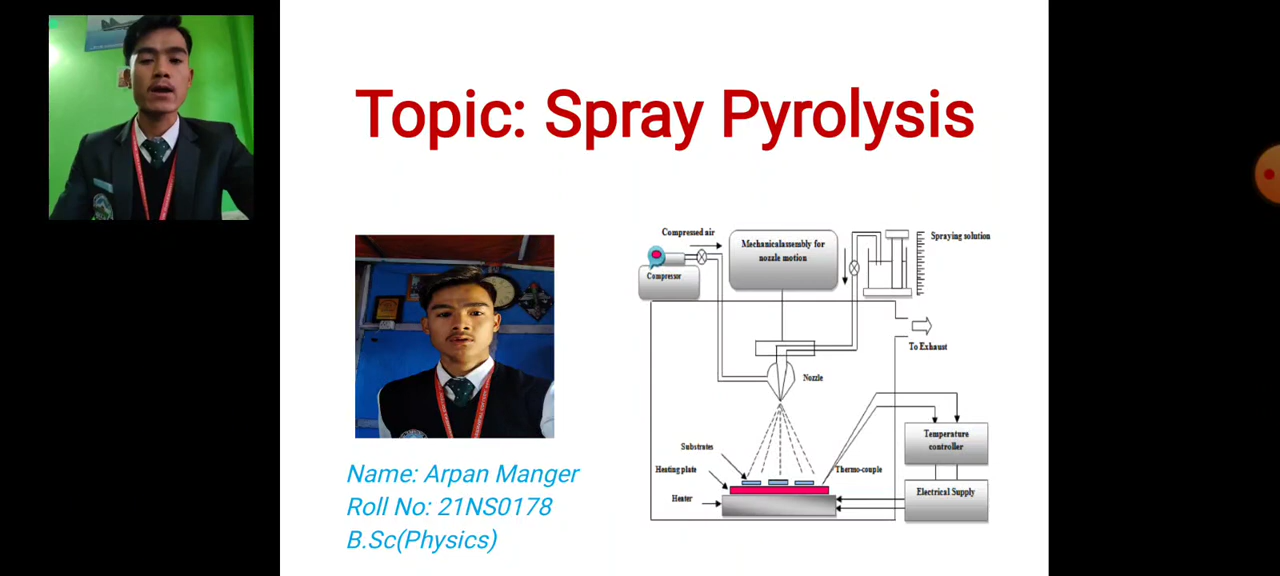 Topic: Spray Pyrolysis
Name: Arpan Manger
Roll No: 21NS0178
B.Sc(Physics)
Compressed air
Compressor
Mechanicalassembly for
nozzle motion
Spraying solution
To Exhaust
Nozzle
Substrates
Heating plate
Heater
Thermo-couple
Temperature
controller
Electrical Supply